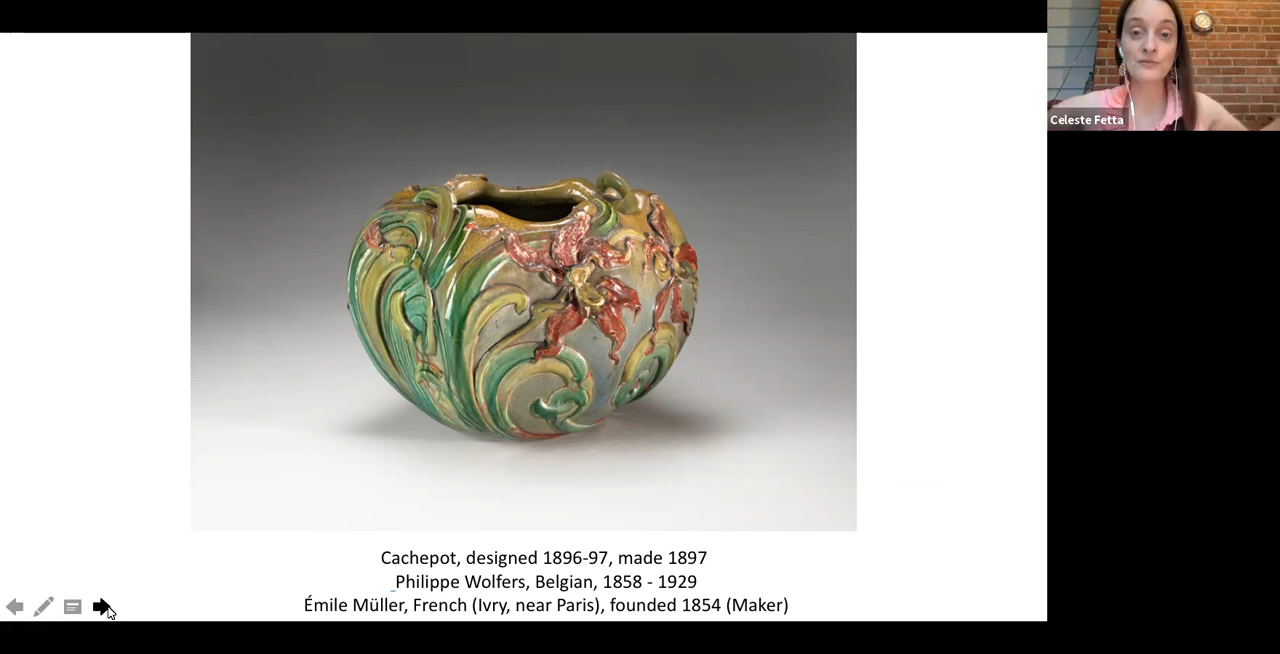 Celeste Fetta
Cachepot, designed 1896-97, made 1897
Philippe Wolfers, Belgian, 1858 - 1929
Émile Müller, French (Ivry, near Paris), founded 1854 (Maker)